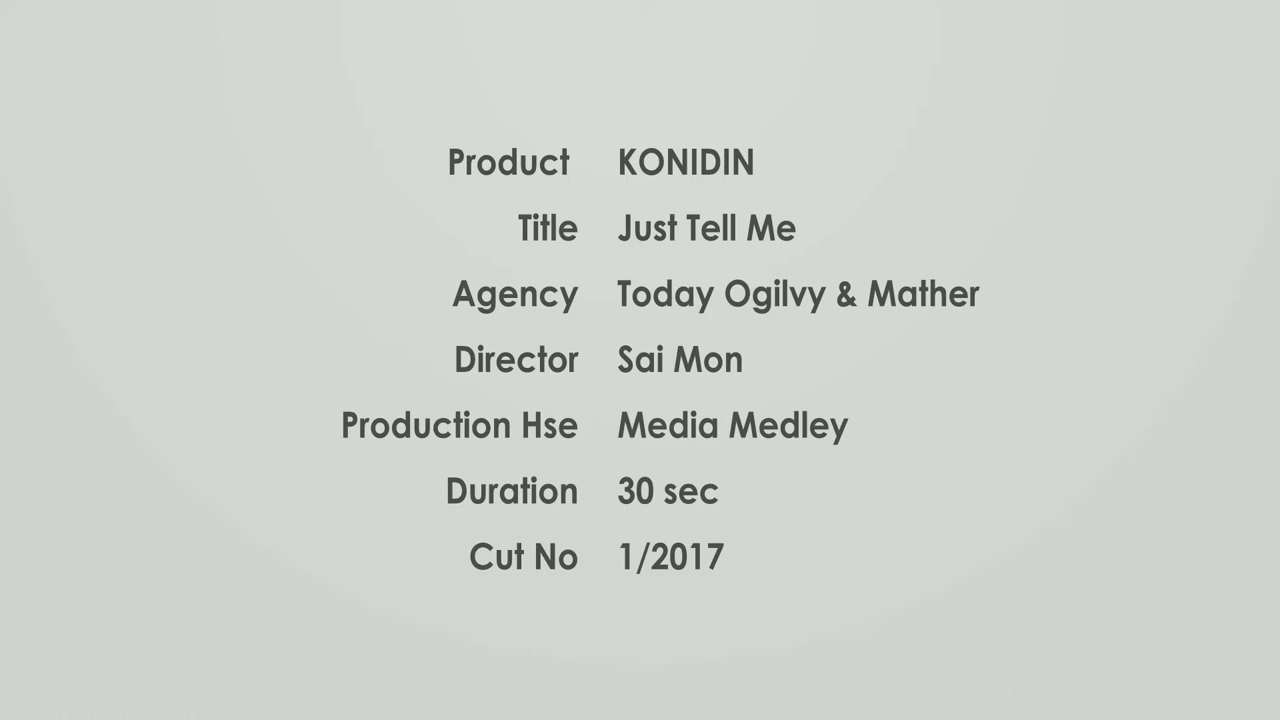 Product KONIDIN
Title Just Tell Me
Agency Today Ogilvy & Mather
Director Sai Mon
Production Hse Media Medley
Duration 30 sec
Cut No 1/2017